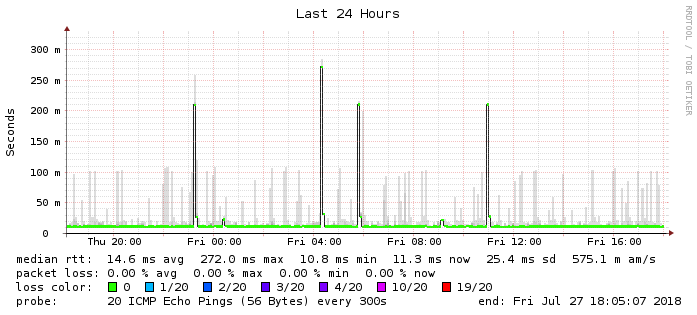 Last 24 Hours
RRDTOOL / TOBI OETIKER
Seconds
300 m
250 m
200 m
150 m
100 m
50 m
0
Thu 20:00 Fri 00:00 Fri 04:00 Fri 08:00 Fri 12:00 Fri 16:00
median rtt: 14.6 ms avg 272.0 ms max 10.8 ms min 11.3 ms now 25.4 ms sd 575.1 m am/s
packet loss: 0.00 % avg 0.00 % max 0.00 % min 0.00 % now
loss color: 0 1/20 2/20 3/20 4/20 10/20 19/20
probe: 20 ICMP Echo Pings (56 Bytes) every 300s end: Fri Jul 27 18:05:07 2018